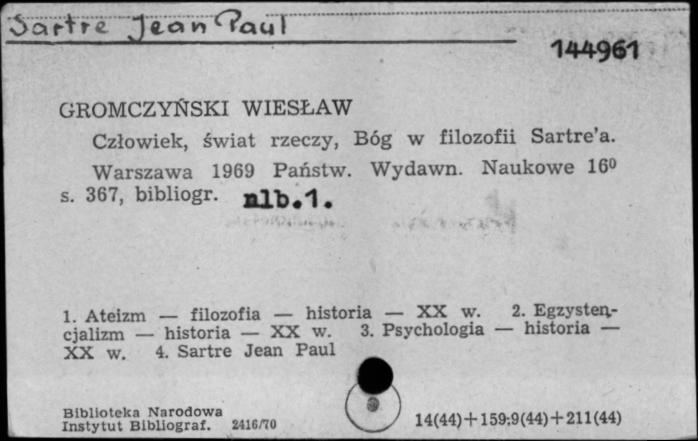 Sartre Jean Paul
144961
GROMCZYŃSKI WIESŁAW
Człowiek, świat rzeczy, Bóg w filozofii Sartre'a.
Warszawa 1969 Państw. Wydawn. Naukowe 16⁰
s. 367, bibliogr. nlb.1.
1. Ateizm — filozofia — historia — XX w. 2. Egzysten-
cjalizm — historia — XX w. 3. Psychologia — historia —
XX w. 4. Sartre Jean Paul
Biblioteka Narodowa
Instytut Bibliograf. 2416/70
14(44)+159;9(44)+211(44)